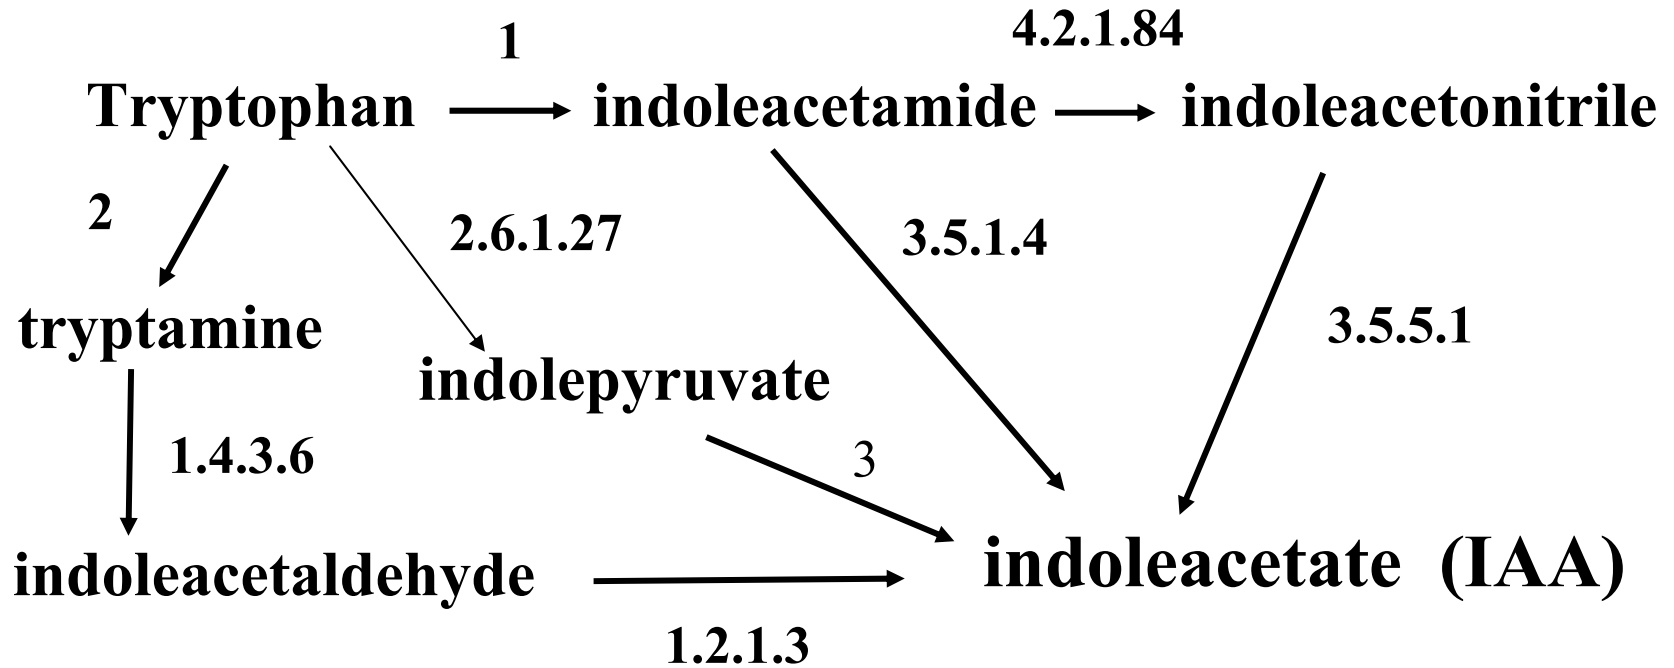 1
4.2.1.84
Tryptophan
indoleacetamide
indoleacetonitrile
2
2.6.1.27
3.5.1.4
tryptamine
3.5.5.1
indolepyruvate
1.4.3.6
3
indoleacetaldehyde
indoleacetate (IAA)
1.2.1.3